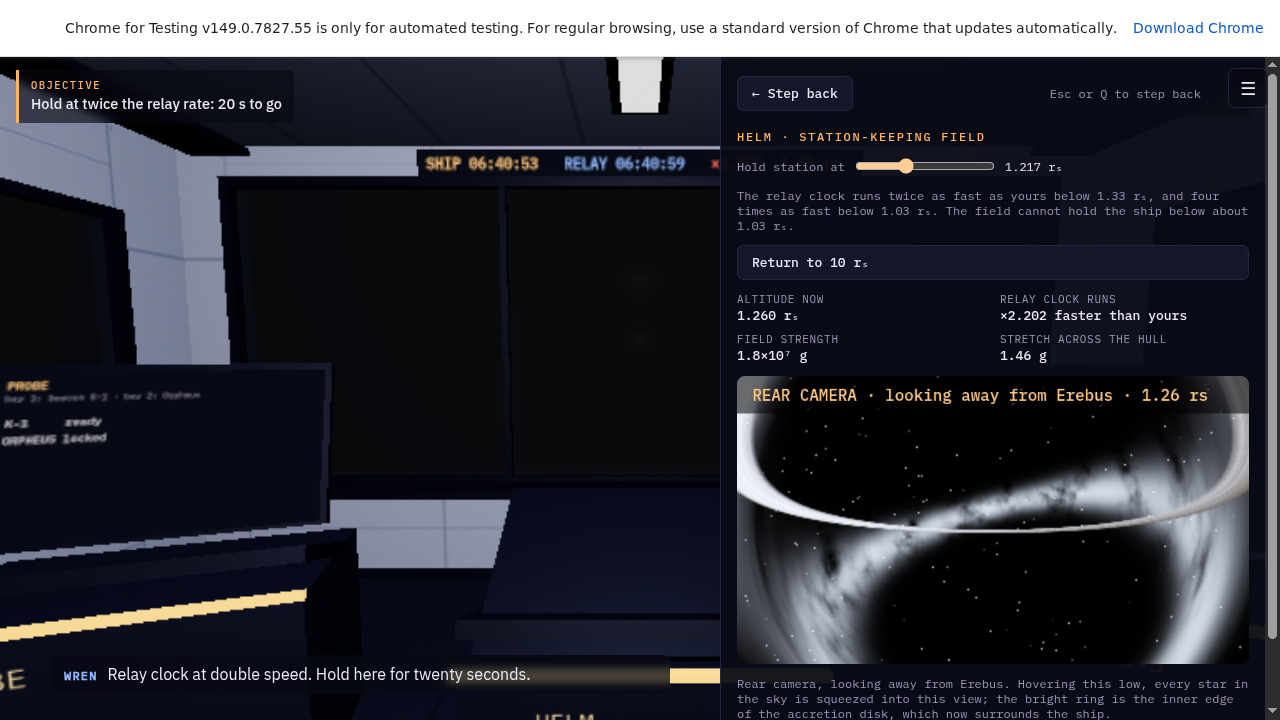 Chrome for Testing v149.0.7827.55 is only for automated testing. For regular browsing, use a standard version of Chrome that updates automatically. Download Chrome
OBJECTIVE
Hold at twice the relay rate: 20 s to go
SHIP 06:40:53 RELAY 06:40:59
PROBE
K-1 ready
ORPHEUS locked
WREN Relay clock at double speed. Hold here for twenty seconds.
HELM
← Step back
Esc or Q to step back
☰
HELM · STATION-KEEPING FIELD
Hold station at 1.217 rₛ
The relay clock runs twice as fast as yours below 1.33 rₛ, and four
times as fast below 1.03 rₛ. The field cannot hold the ship below about
1.03 rₛ.
Return to 10 rₛ
ALTITUDE NOW
1.260 rₛ
RELAY CLOCK RUNS
×2.202 faster than yours
FIELD STRENGTH
1.8×10⁷ g
STRETCH ACROSS THE HULL
1.46 g
REAR CAMERA · looking away from Erebus · 1.26 rs
Rear camera, looking away from Erebus. Hovering this low, every star in
the sky is squeezed into this view; the bright ring is the inner edge
of the accretion disk, which now surrounds the ship.